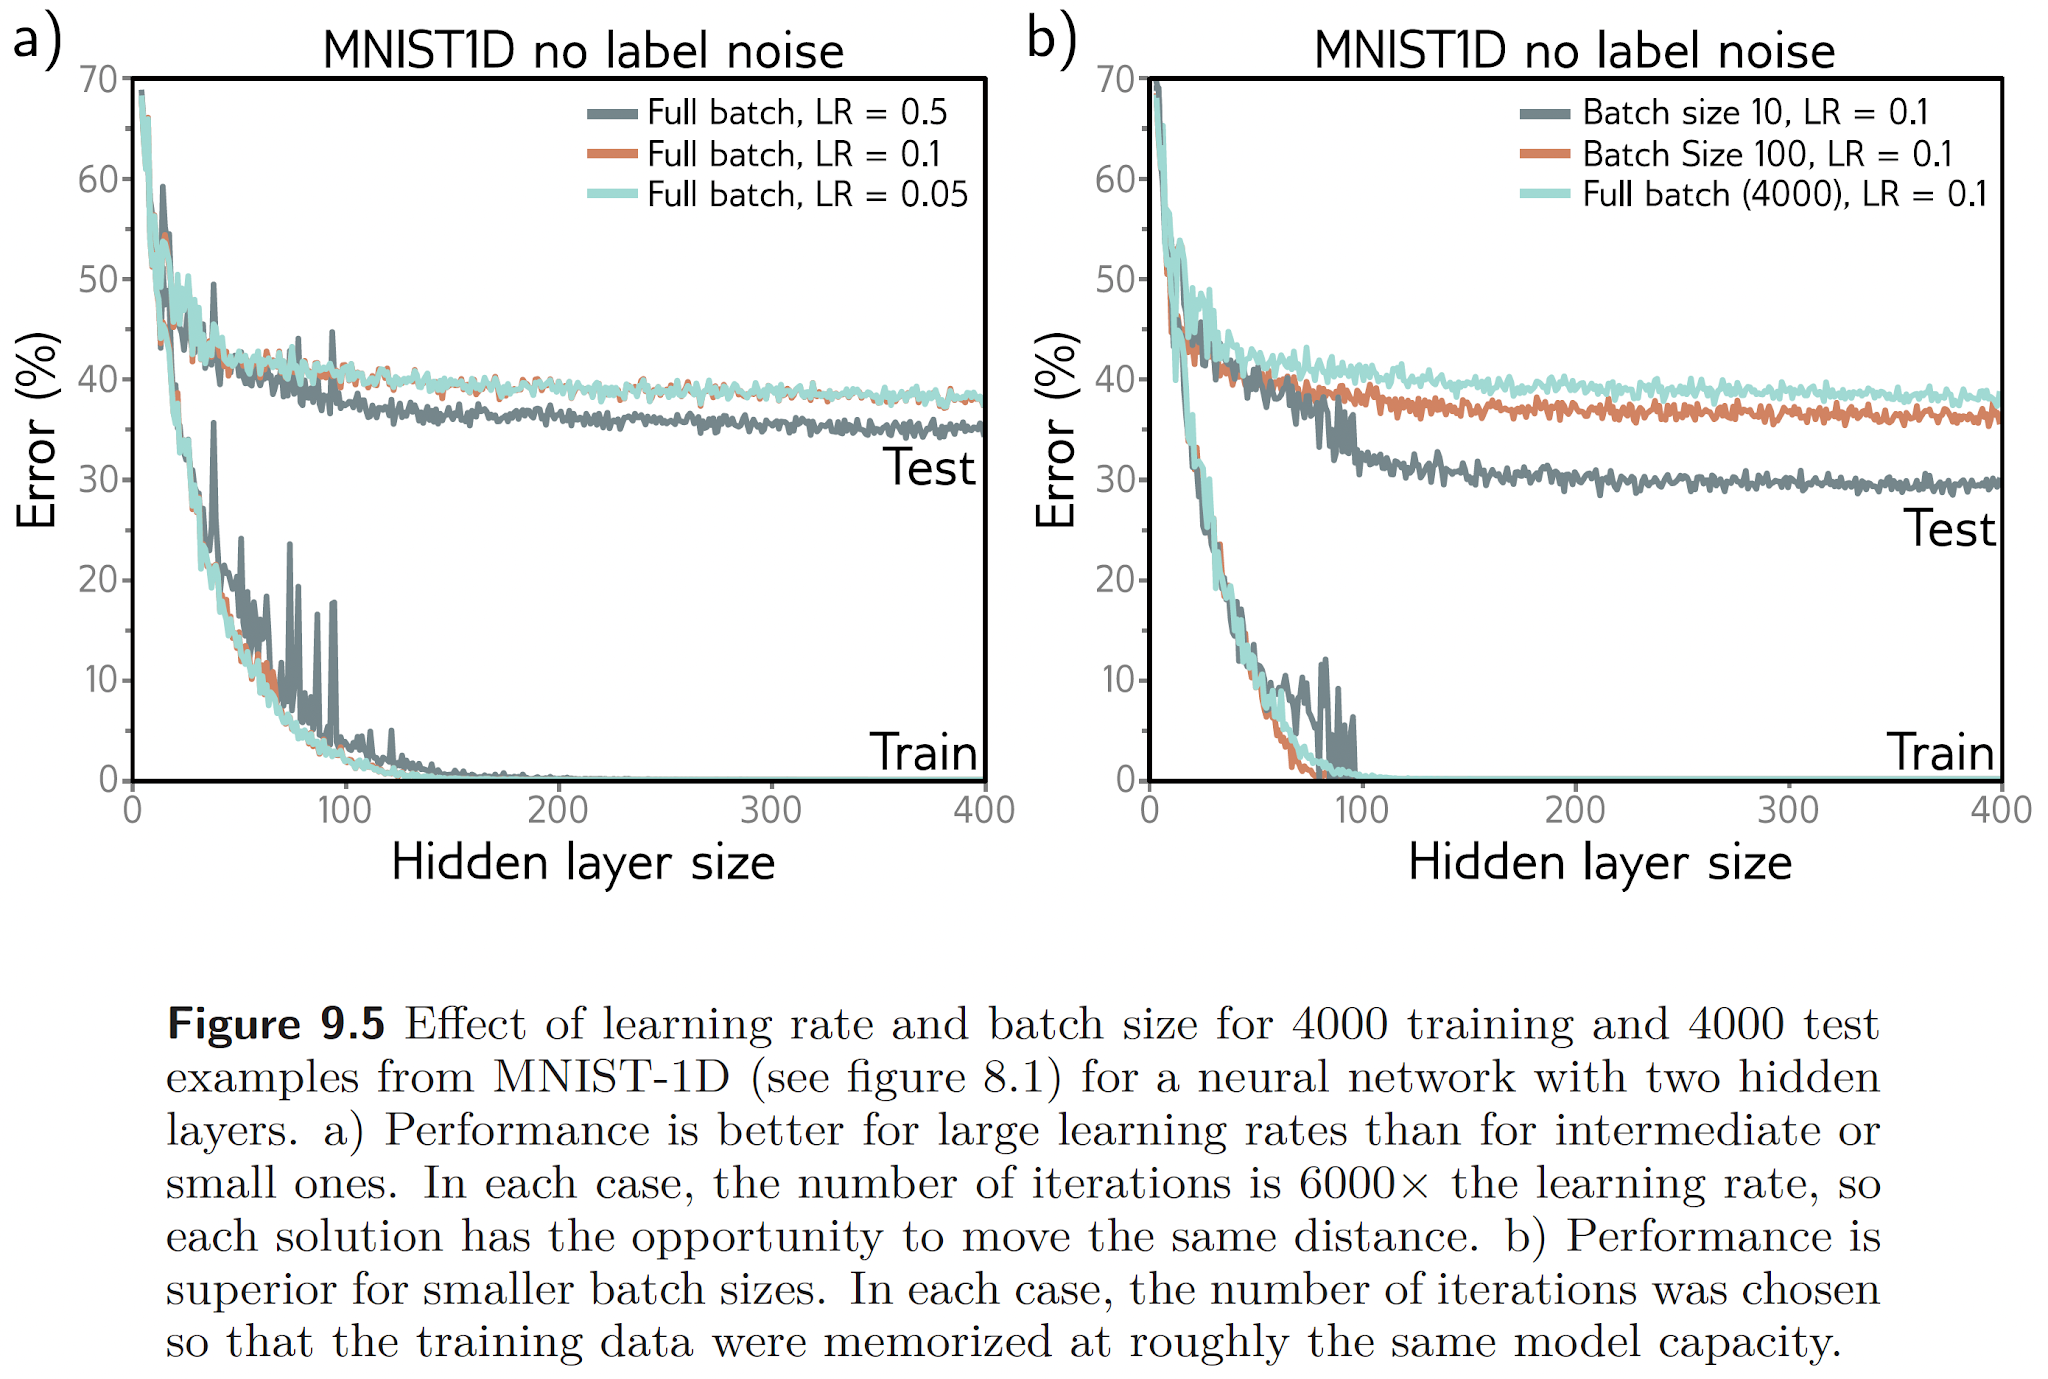 a)
MNIST1D no label noise
Full batch, LR = 0.5
Full batch, LR = 0.1
Full batch, LR = 0.05
70
60
50
40
30
20
10
0
Error (%)
Test
Train
0 100 200 300 400
Hidden layer size
b)
MNIST1D no label noise
Batch size 10, LR = 0.1
Batch Size 100, LR = 0.1
Full batch (4000), LR = 0.1
70
60
50
40
30
20
10
0
Error (%)
Test
Train
0 100 200 300 400
Hidden layer size
Figure 9.5 Effect of learning rate and batch size for 4000 training and 4000 test
examples from MNIST-1D (see figure 8.1) for a neural network with two hidden
layers. a) Performance is better for large learning rates than for intermediate or
small ones. In each case, the number of iterations is 6000× the learning rate, so
each solution has the opportunity to move the same distance. b) Performance is
superior for smaller batch sizes. In each case, the number of iterations was chosen
so that the training data were memorized at roughly the same model capacity.